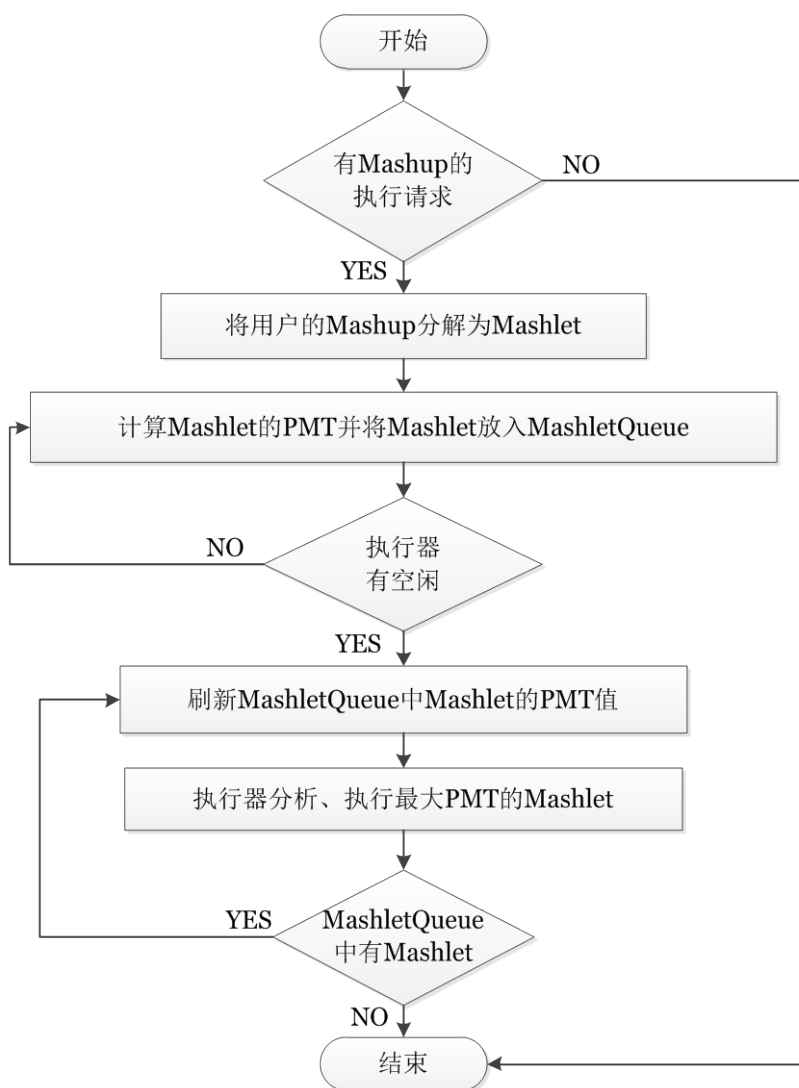 开始
有Mashup的
执行请求
NO
YES
将用户的Mashup分解为Mashlet
计算Mashlet的PMT并将Mashlet放入MashletQueue
NO
执行器
有空闲
YES
刷新MashletQueue中Mashlet的PMT值
执行器分析、执行最大PMT的Mashlet
YES
MashletQueue
中有Mashlet
NO
结束